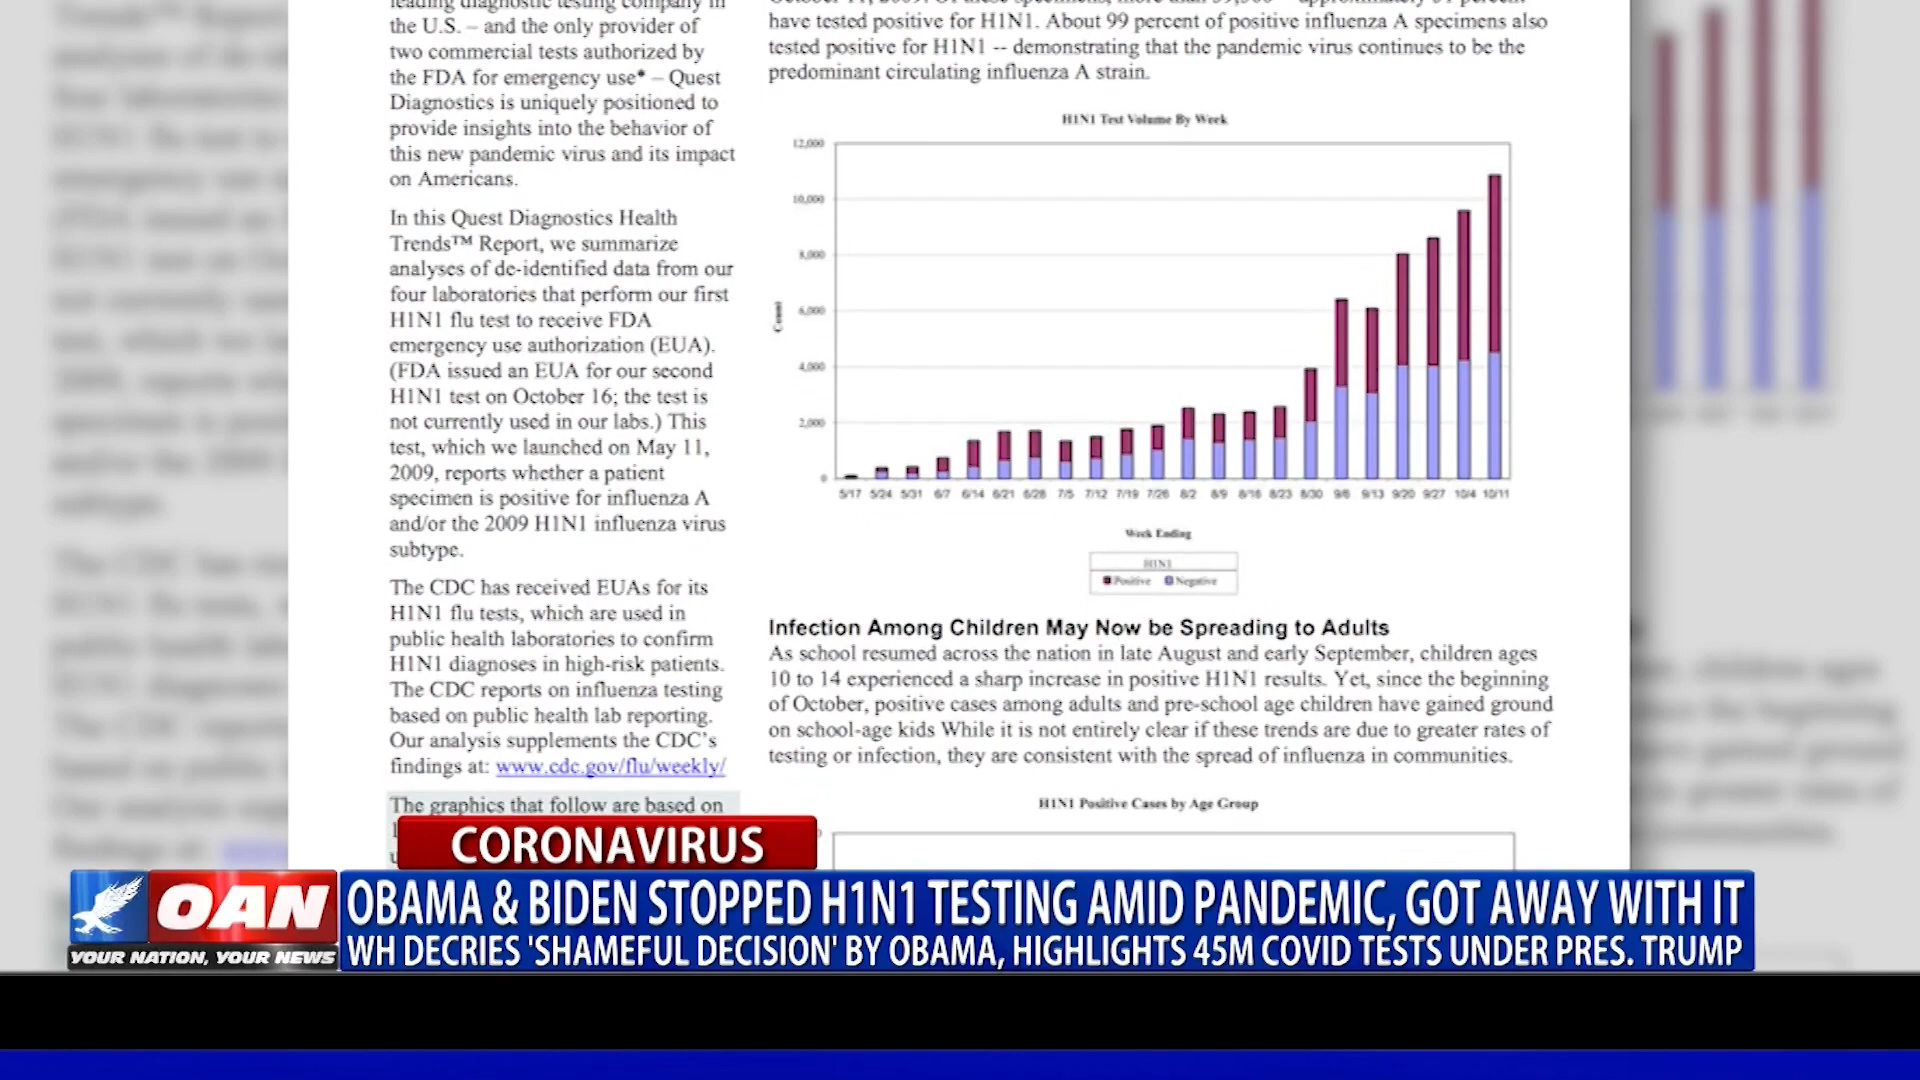 leading diagnostic testing company in
the U.S. – and the only provider of
two commercial tests authorized by
the FDA for emergency use* – Quest
Diagnostics is uniquely positioned to
provide insights into the behavior of
this new pandemic virus and its impact
on Americans.
In this Quest Diagnostics Health
Trends™ Report, we summarize
analyses of de-identified data from our
four laboratories that perform our first
H1N1 flu test to receive FDA
emergency use authorization (EUA).
(FDA issued an EUA for our second
H1N1 test on October 16; the test is
not currently used in our labs.) This
test, which we launched on May 11,
2009, reports whether a patient
specimen is positive for influenza A
and/or the 2009 H1N1 influenza virus
subtype.
The CDC has received EUAs for its
H1N1 flu tests, which are used in
public health laboratories to confirm
H1N1 diagnoses in high-risk patients.
The CDC reports on influenza testing
based on public health lab reporting.
Our analysis supplements the CDC's
findings at: www.cdc.gov/flu/weekly/
The graphics that follow are based on
have tested positive for H1N1. About 99 percent of positive influenza A specimens also
tested positive for H1N1 -- demonstrating that the pandemic virus continues to be the
predominant circulating influenza A strain.
H1N1 Test Volume By Week
12,000
10,000
8,000
6,000
4,000
2,000
0
Count
5/17 5/24 5/31 6/7 6/14 6/21 6/28 7/5 7/12 7/19 7/26 8/2 8/9 8/16 8/23 8/30 9/6 9/13 9/20 9/27 10/4 10/11
Week Ending
H1N1
Positive Negative
Infection Among Children May Now be Spreading to Adults
As school resumed across the nation in late August and early September, children ages
10 to 14 experienced a sharp increase in positive H1N1 results. Yet, since the beginning
of October, positive cases among adults and pre-school age children have gained ground
on school-age kids While it is not entirely clear if these trends are due to greater rates of
testing or infection, they are consistent with the spread of influenza in communities.
H1N1 Positive Cases by Age Group
CORONAVIRUS
OAN
YOUR NATION, YOUR NEWS
OBAMA & BIDEN STOPPED H1N1 TESTING AMID PANDEMIC, GOT AWAY WITH IT
WH DECRIES 'SHAMEFUL DECISION' BY OBAMA, HIGHLIGHTS 45M COVID TESTS UNDER PRES. TRUMP